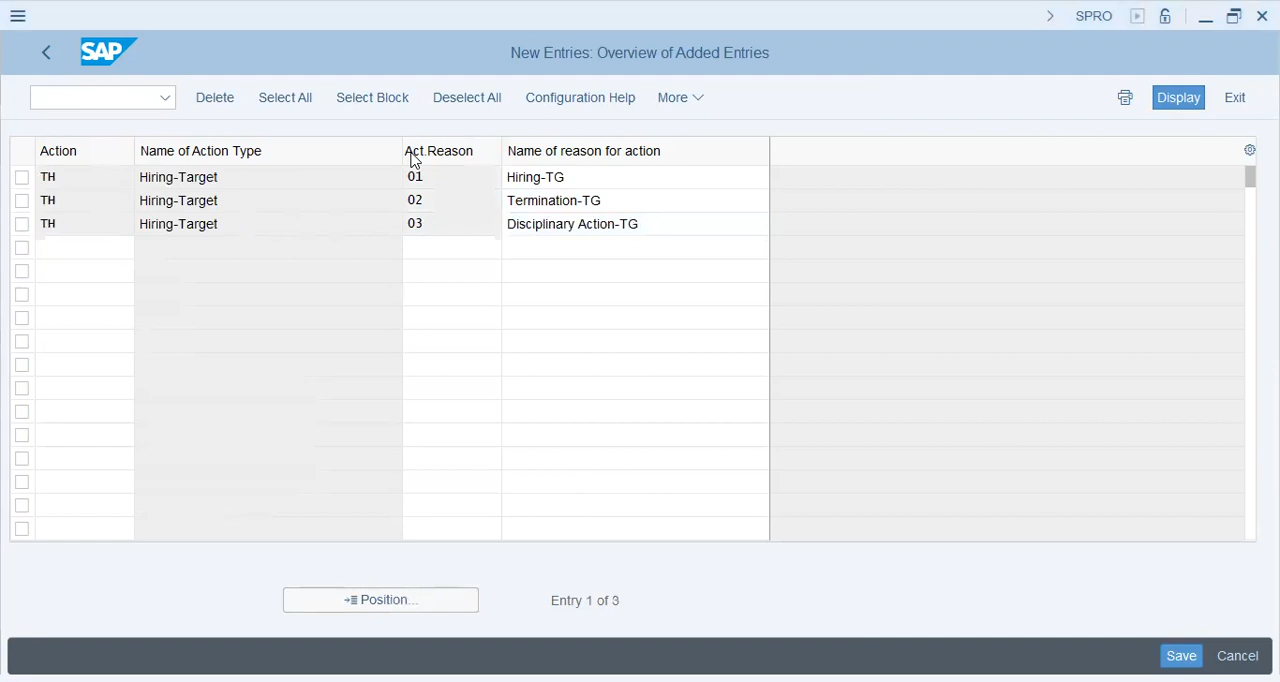 SPRO
SAP
New Entries: Overview of Added Entries
Delete Select All Select Block Deselect All Configuration Help More Display Exit
Action Name of Action Type Act.Reason Name of reason for action
TH Hiring-Target 01 Hiring-TG
TH Hiring-Target 02 Termination-TG
TH Hiring-Target 03 Disciplinary Action-TG
Position... Entry 1 of 3
Save Cancel